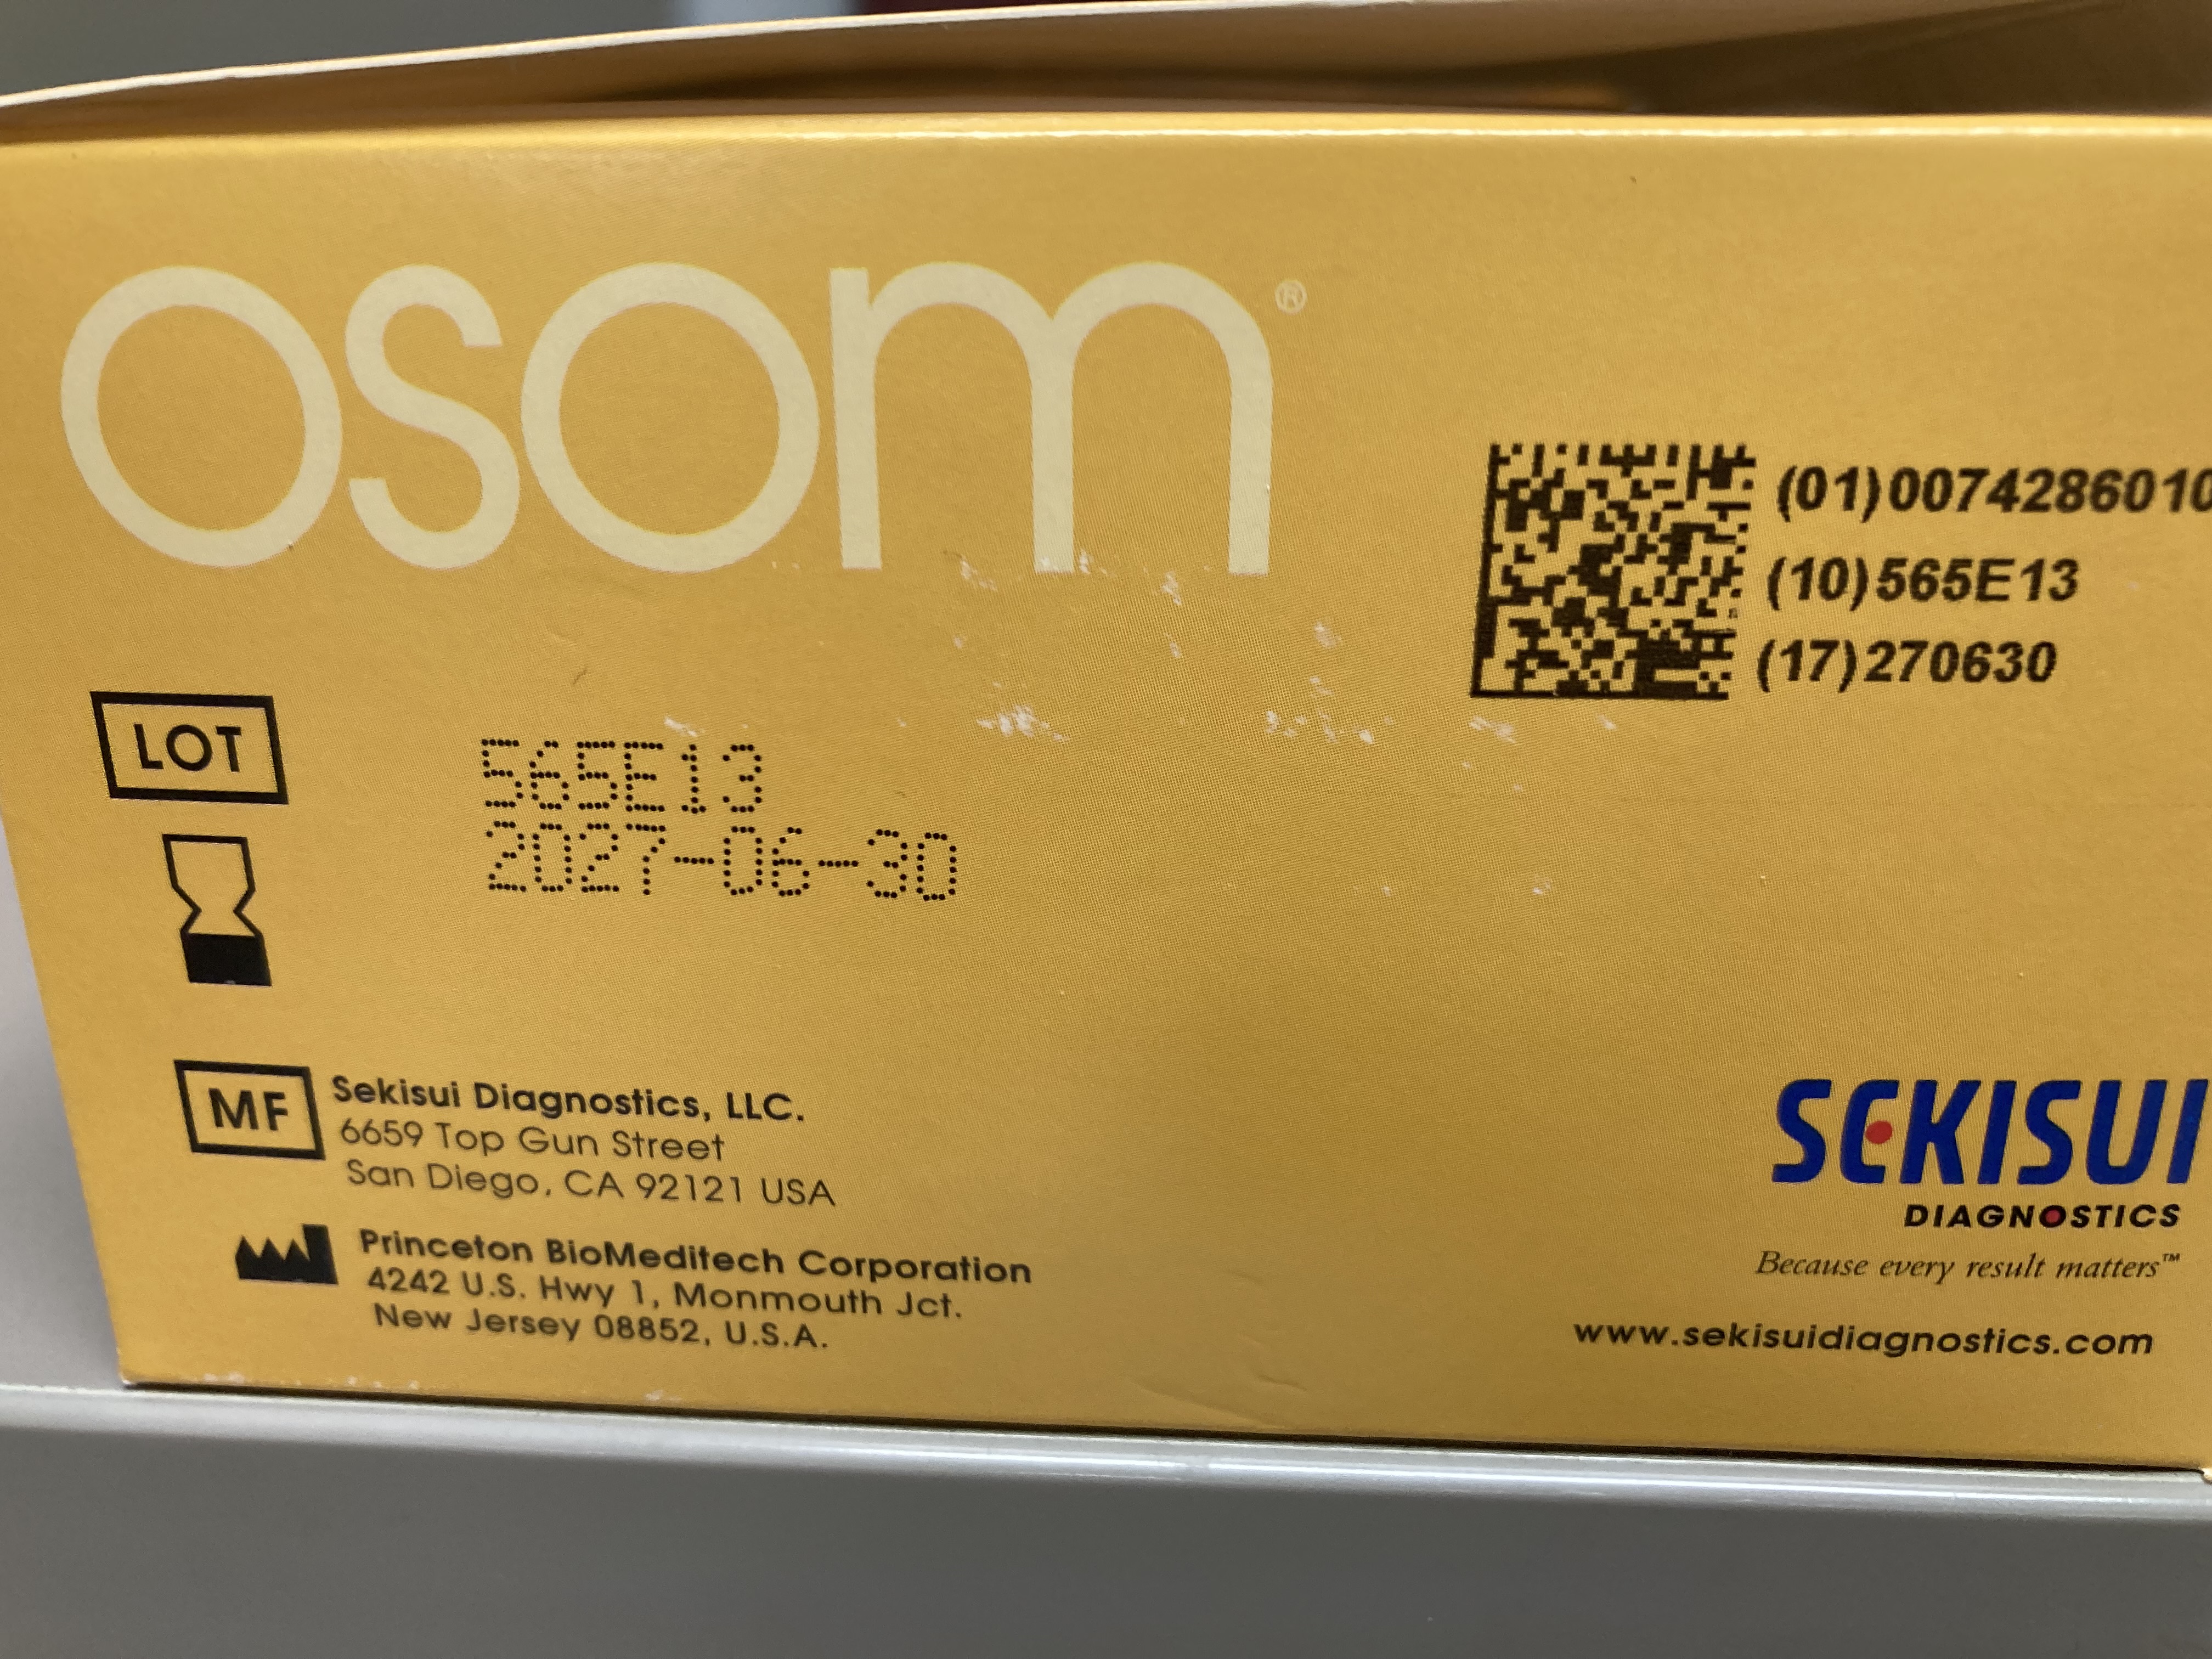 osom®
(01)0074286010
(10)565E13
(17)270630
LOT
565E13
2027-06-30
MF
Sekisui Diagnostics, LLC.
6659 Top Gun Street
San Diego, CA 92121 USA
Princeton BioMeditech Corporation
4242 U.S. Hwy 1, Monmouth Jct.
New Jersey 08852, U.S.A.
SEKISUI
DIAGNOSTICS
Because every result matters™
www.sekisuidiagnostics.com